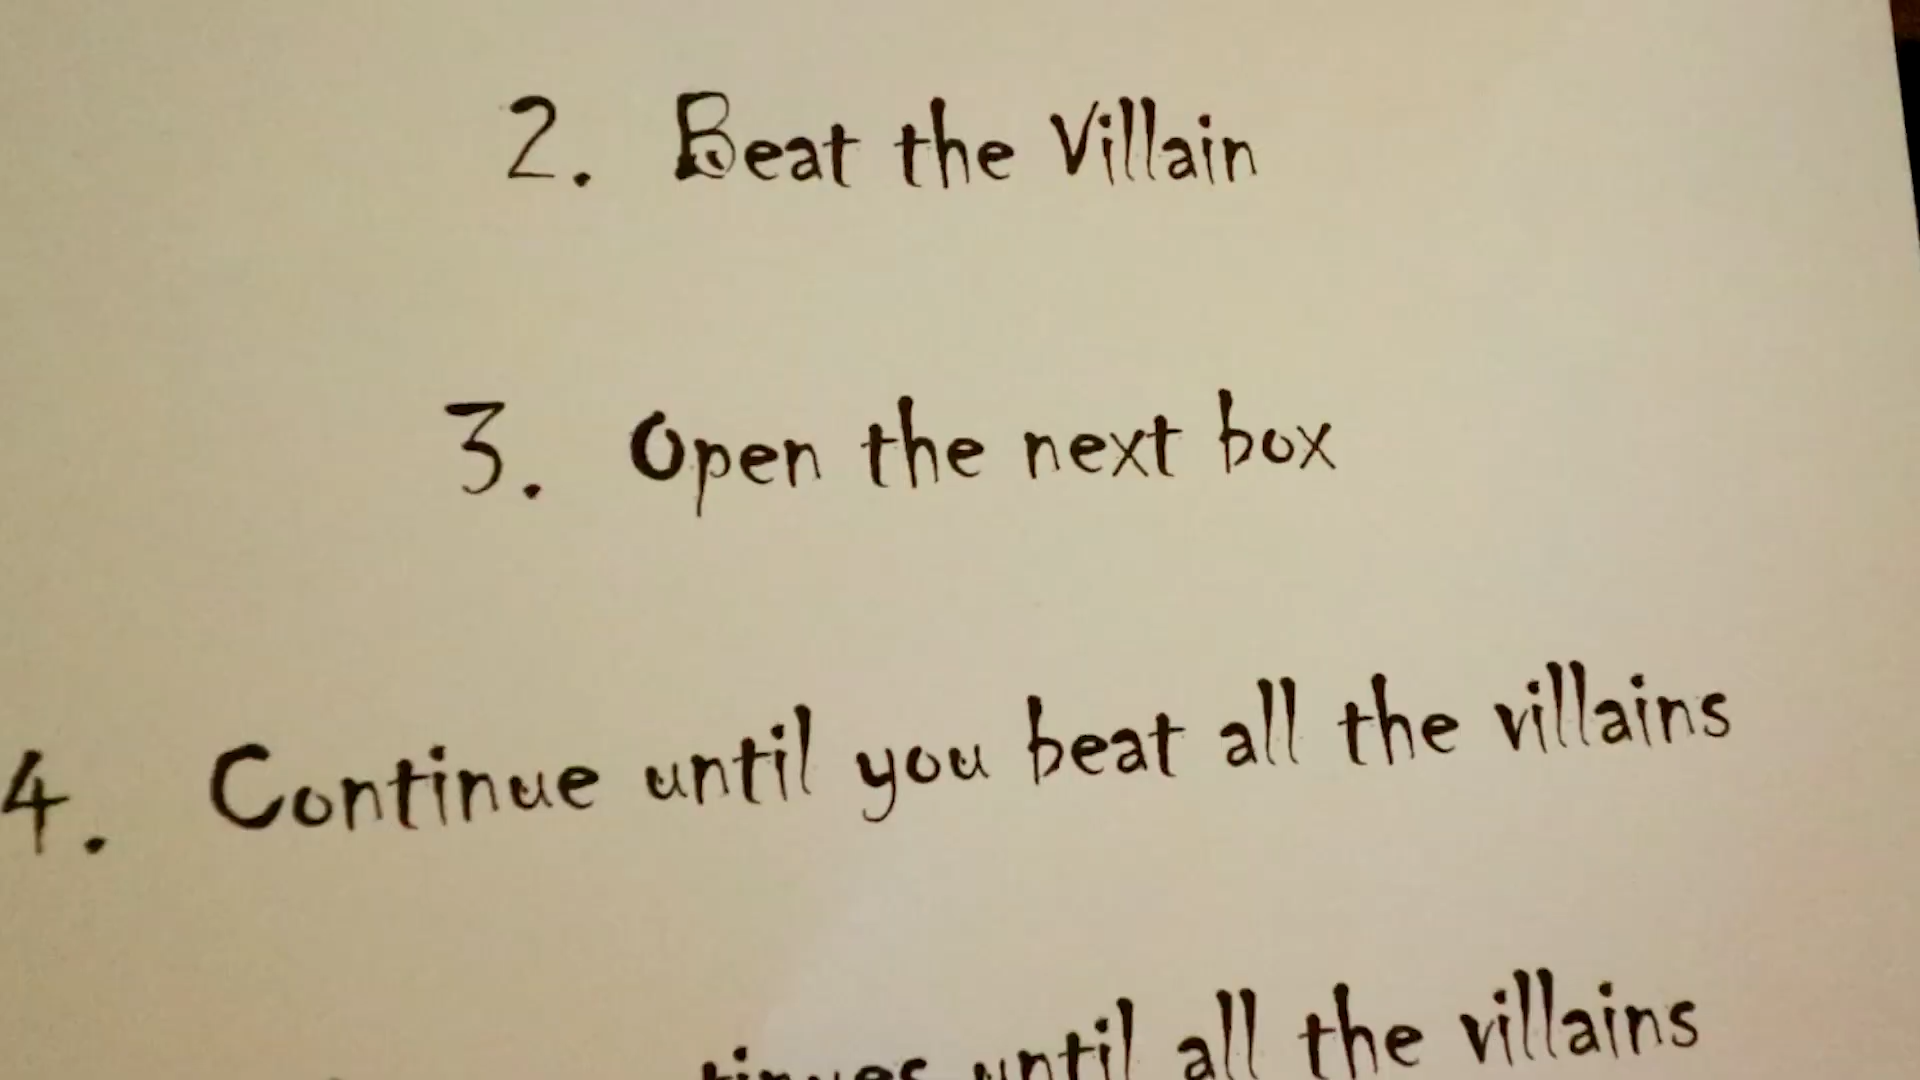 2. Beat the Villain
3. Open the next box
4. Continue until you beat all the villains
until all the villains